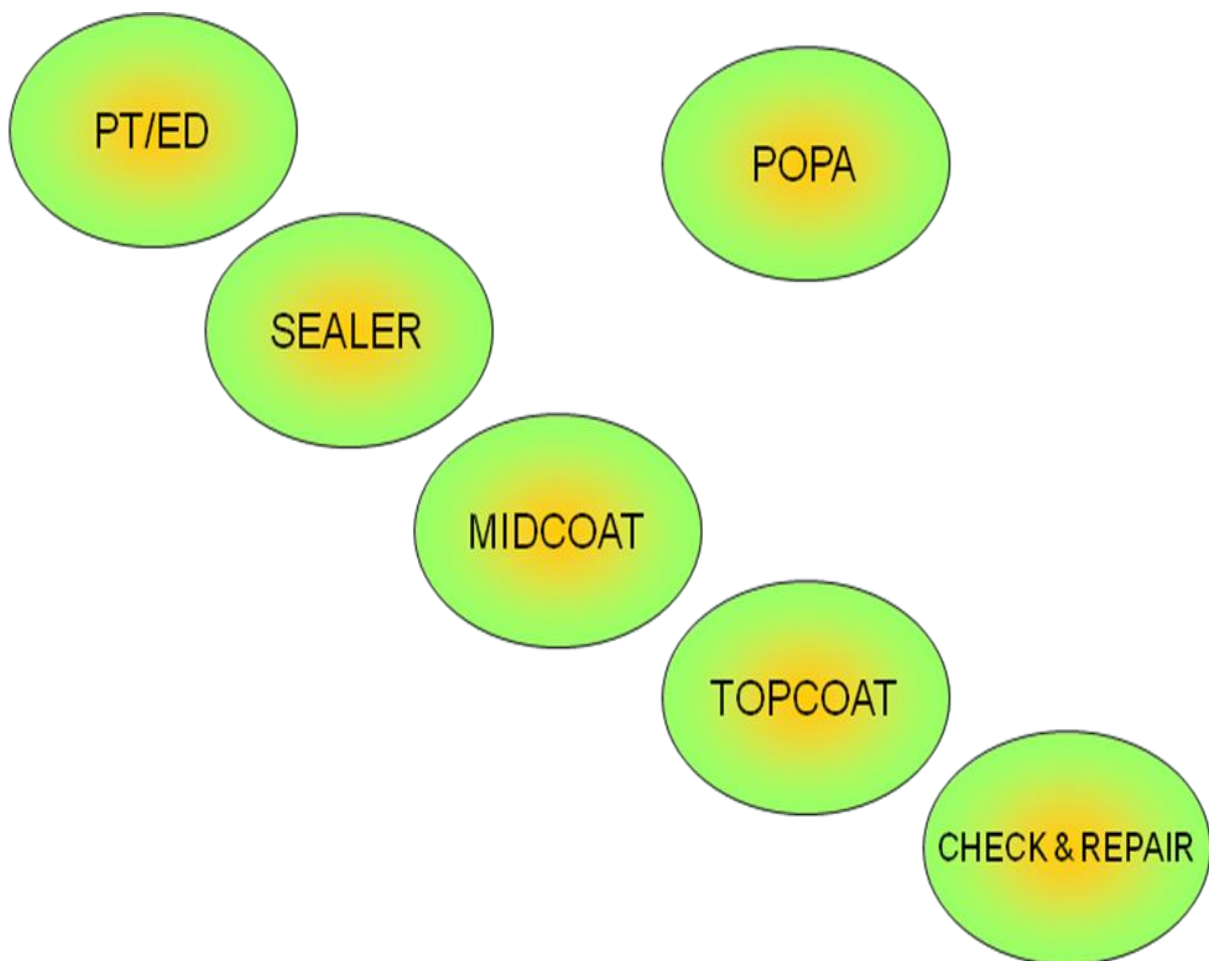 PT/ED
POPA
SEALER
MIDCOAT
TOPCOAT
CHECK & REPAIR